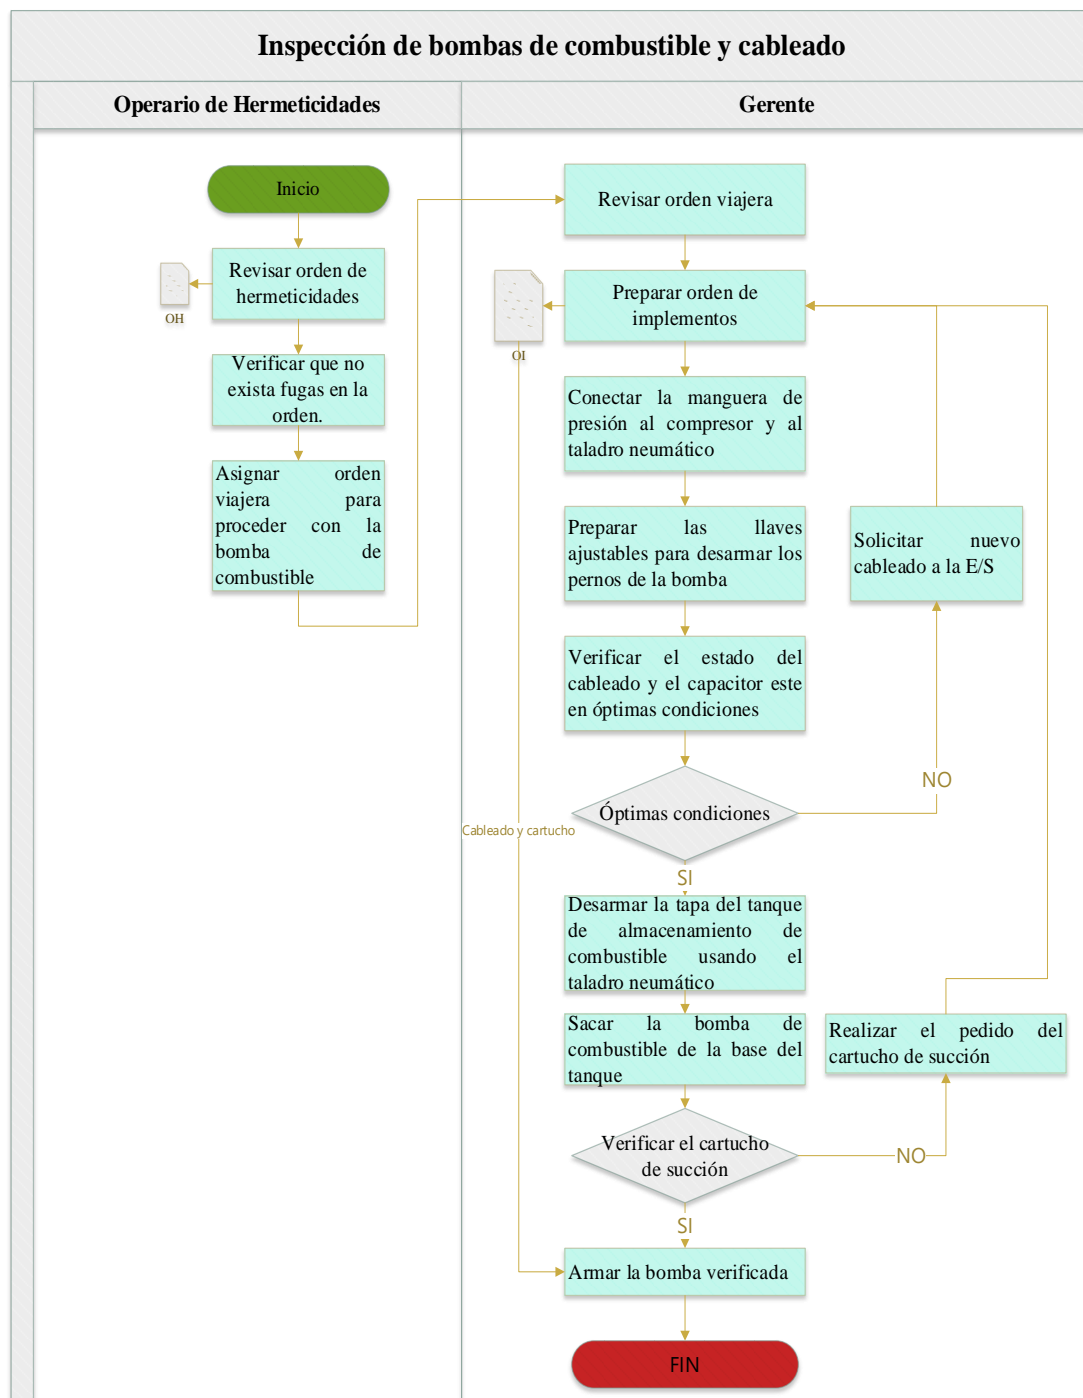 Inspección de bombas de combustible y cableado
Operario de Hermeticidades
Gerente
Inicio
Revisar orden de
hermeticidades
OH
Verificar que no
exista fugas en la
orden.
Asignar orden
viajera para
proceder con la
bomba de
combustible
Revisar orden viajera
Preparar orden de
implementos
OI
Conectar la manguera de
presión al compresor y al
taladro neumático
Preparar las llaves
ajustables para desarmar los
pernos de la bomba
Solicitar nuevo
cableado a la E/S
Verificar el estado del
cableado y el capacitor este
en óptimas condiciones
NO
Óptimas condiciones
Cableado y cartucho
SI
Desarmar la tapa del tanque
de almacenamiento de
combustible usando el
taladro neumático
Sacar la bomba de
combustible de la base del
tanque
Realizar el pedido del
cartucho de succión
Verificar el cartucho
de succión
NO
SI
Armar la bomba verificada
FIN